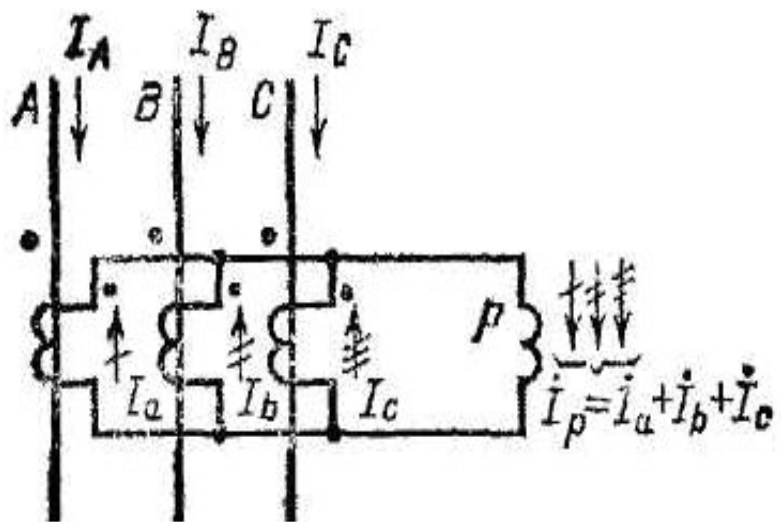 I_A I_B I_C
A B C
p
I_a I_b I_c
İ_p = İ_a + İ_b + İ_c